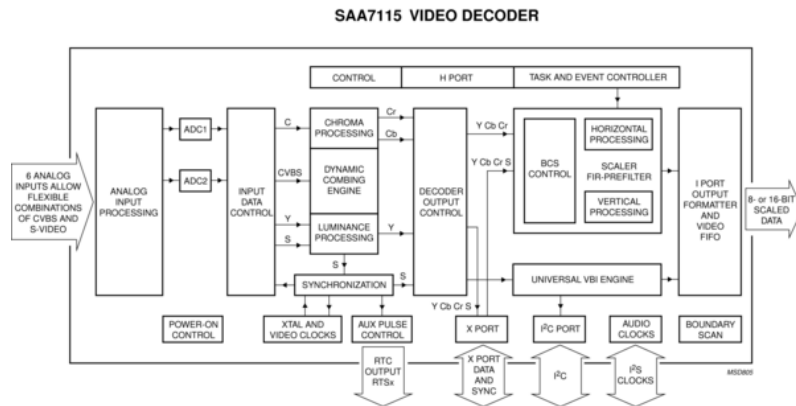 SAA7115 VIDEO DECODER
CONTROL
H PORT
TASK AND EVENT CONTROLLER
6 ANALOG
INPUTS ALLOW
FLEXIBLE
COMBINATIONS
OF CVBS AND
S-VIDEO
ANALOG
INPUT
PROCESSING
ADC1
ADC2
INPUT
DATA
CONTROL
C
CVBS
Y
S
CHROMA
PROCESSING
DYNAMIC
COMBING
ENGINE
LUMINANCE
PROCESSING
S
SYNCHRONIZATION
Cr
Cb
Y
S
DECODER
OUTPUT
CONTROL
Y Cb Cr
Y Cb Cr S
Y Cb Cr S
BCS
CONTROL
HORIZONTAL
PROCESSING
SCALER
FIR-PREFILTER
VERTICAL
PROCESSING
UNIVERSAL VBI ENGINE
I PORT
OUTPUT
FORMATTER
AND
VIDEO
FIFO
8- or 16-BIT
SCALED
DATA
POWER-ON
CONTROL
XTAL AND
VIDEO CLOCKS
AUX PULSE
CONTROL
X PORT
I²C PORT
AUDIO
CLOCKS
BOUNDARY
SCAN
RTC
OUTPUT
RTSx
X PORT
DATA
AND
SYNC
I²C
I²S
CLOCKS
MSD805